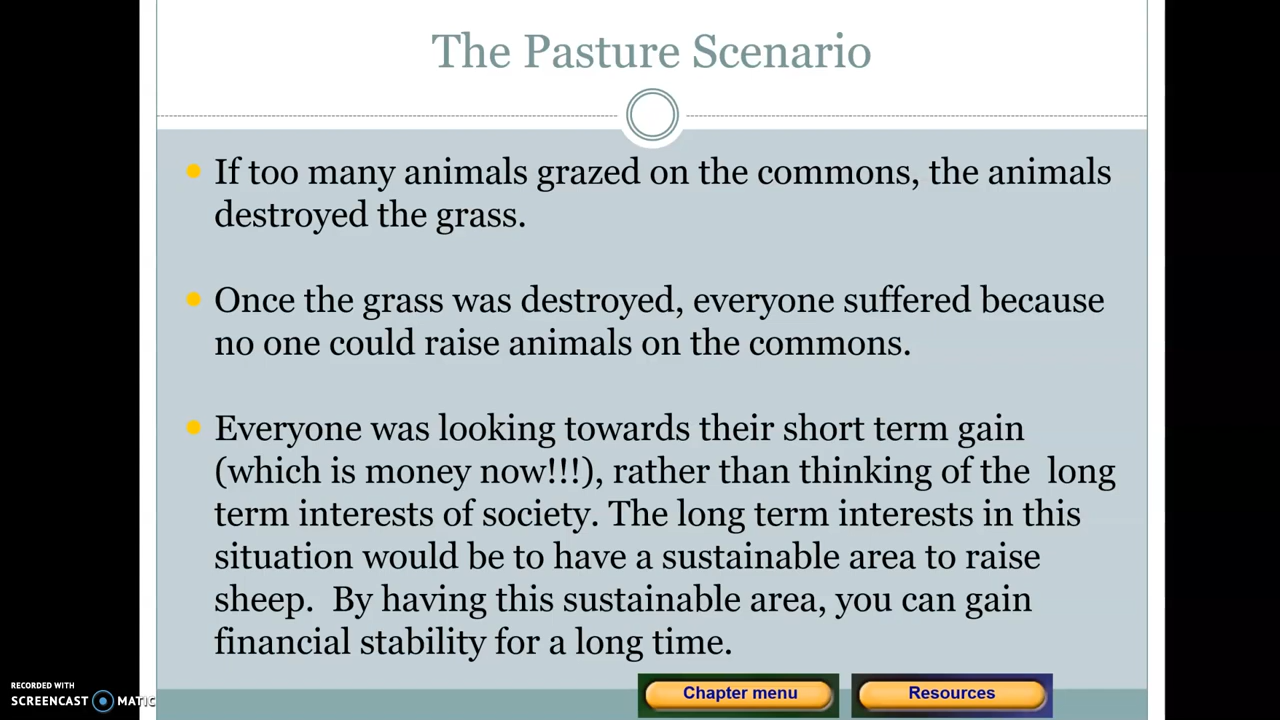 The Pasture Scenario
If too many animals grazed on the commons, the animals
destroyed the grass.
Once the grass was destroyed, everyone suffered because
no one could raise animals on the commons.
Everyone was looking towards their short term gain
(which is money now!!!), rather than thinking of the  long
term interests of society. The long term interests in this
situation would be to have a sustainable area to raise
sheep.  By having this sustainable area, you can gain
financial stability for a long time.
Chapter menu
Resources
RECORDED WITH
SCREENCAST MATIC